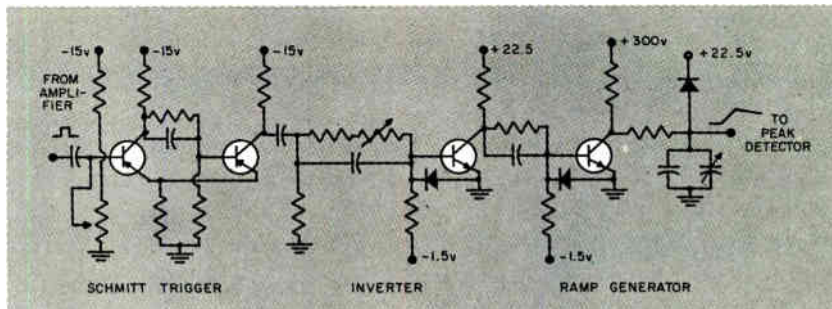 -15v -15v -15v +22.5 +300v +22.5v
FROM
AMPLI-
FIER
TO
PEAK
DETECTOR
-1.5v -1.5v
SCHMITT TRIGGER INVERTER RAMP GENERATOR